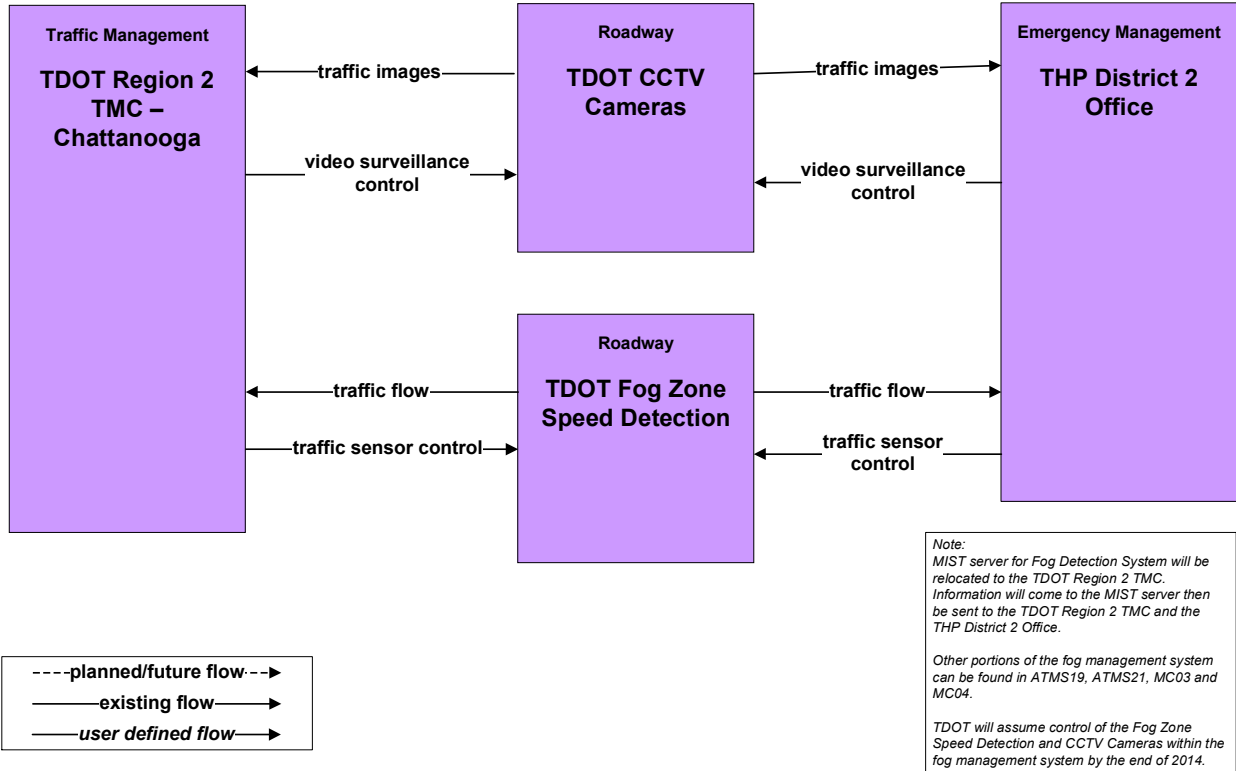 Traffic Management
TDOT Region 2
TMC –
Chattanooga
Roadway
TDOT CCTV
Cameras
Emergency Management
THP District 2
Office
traffic images
traffic images
video surveillance
control
video surveillance
control
Roadway
TDOT Fog Zone
Speed Detection
traffic flow
traffic flow
traffic sensor control
traffic sensor
control
Note:
MIST server for Fog Detection System will be
relocated to the TDOT Region 2 TMC.
Information will come to the MIST server then
be sent to the TDOT Region 2 TMC and the
THP District 2 Office.
Other portions of the fog management system
can be found in ATMS19, ATMS21, MC03 and
MC04.
TDOT will assume control of the Fog Zone
Speed Detection and CCTV Cameras within the
fog management system by the end of 2014.
planned/future flow
existing flow
user defined flow